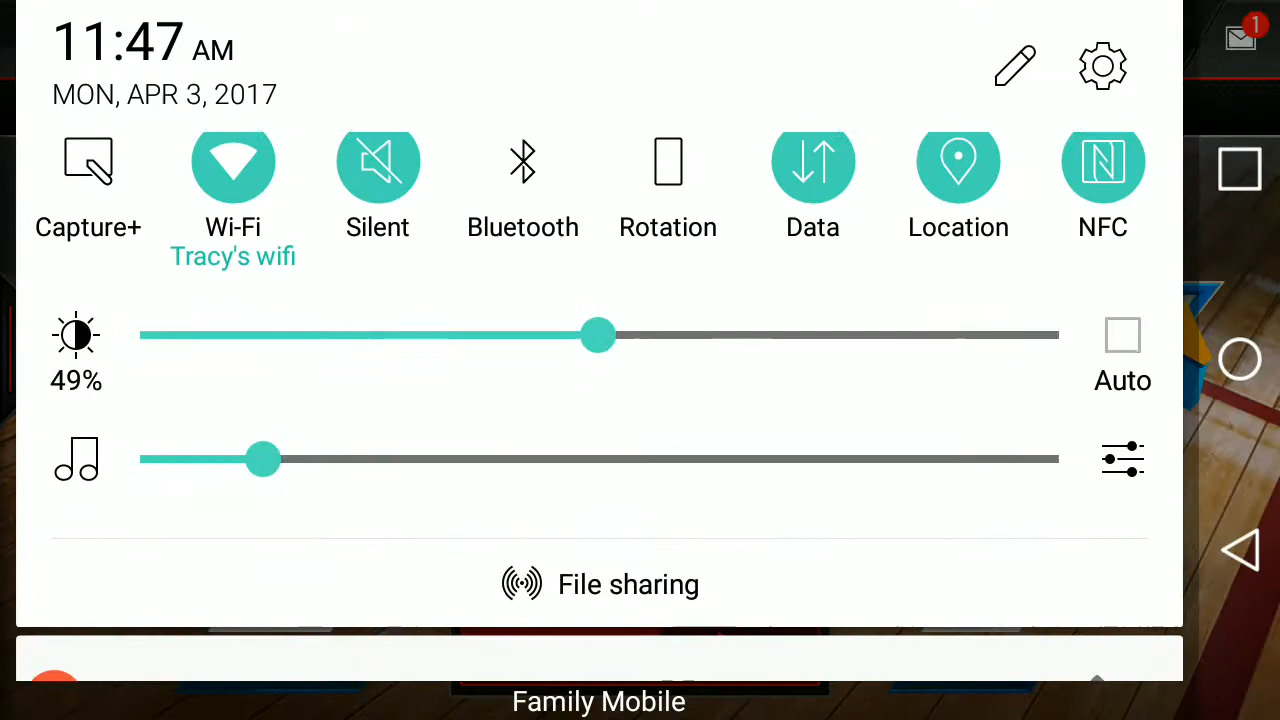 11:47 AM
1
MON, APR 3, 2017
Capture+ Wi-Fi Silent Bluetooth Rotation Data Location NFC
Tracy's wifi
49% Auto
File sharing
Family Mobile